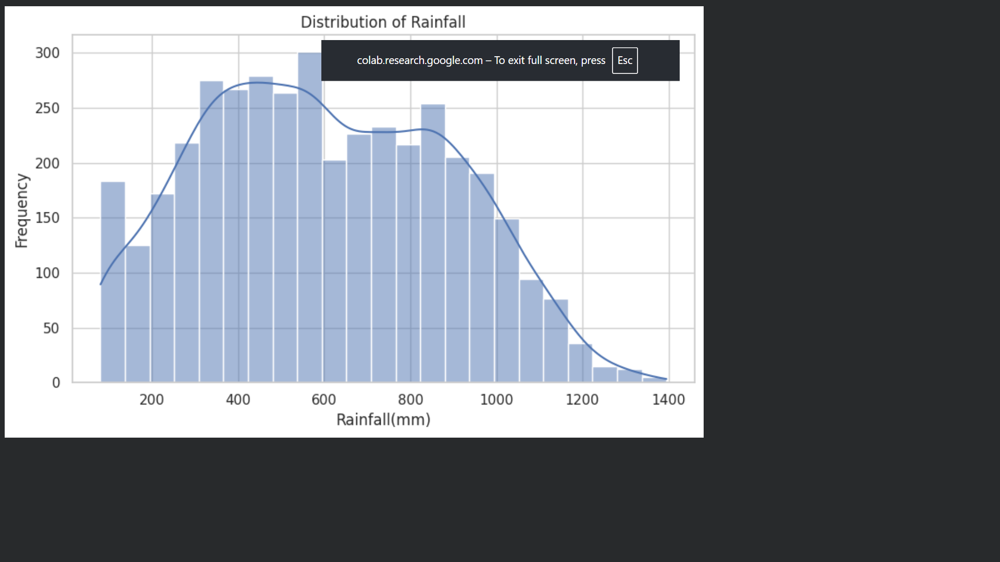 Distribution of Rainfall
colab.research.google.com – To exit full screen, press Esc
300
250
200
150
100
50
0
Frequency
200 400 600 800 1000 1200 1400
Rainfall(mm)